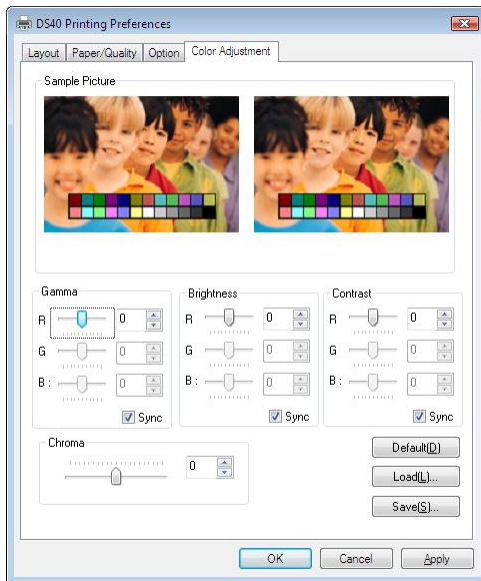 DS40 Printing Preferences
Layout Paper/Quality Option Color Adjustment
Sample Picture
Gamma
R 0
G 0
B : 0
Sync
Brightness
R 0
G 0
B : 0
Sync
Contrast
R 0
G 0
B : 0
Sync
Chroma
0
Default(D)
Load(L)...
Save(S)...
OK Cancel Apply